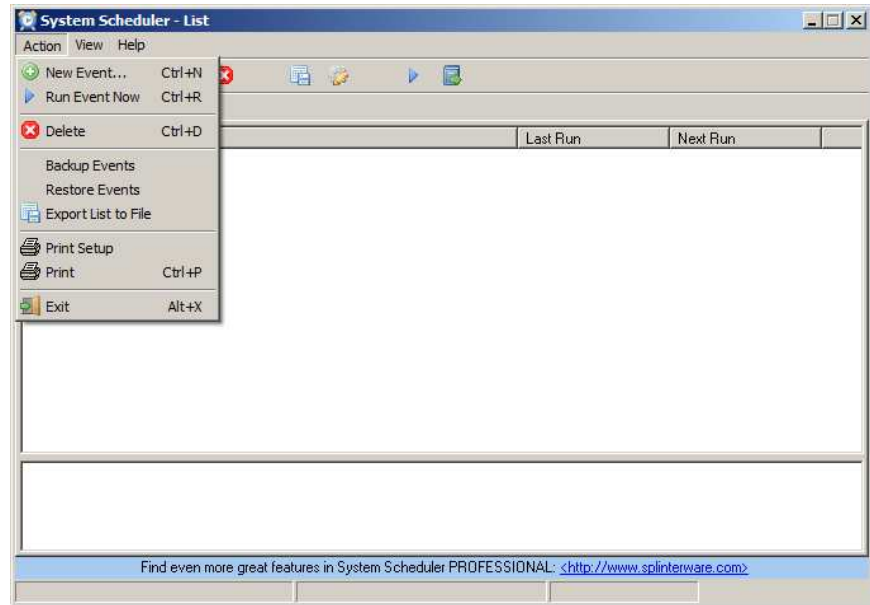 System Scheduler - List
Action View Help
New Event... Ctrl+N
Run Event Now Ctrl+R
Delete Ctrl+D
Last Run Next Run
Backup Events
Restore Events
Export List to File
Print Setup
Print Ctrl+P
Exit Alt+X
Find even more great features in System Scheduler PROFESSIONAL: <http://www.splinterware.com>